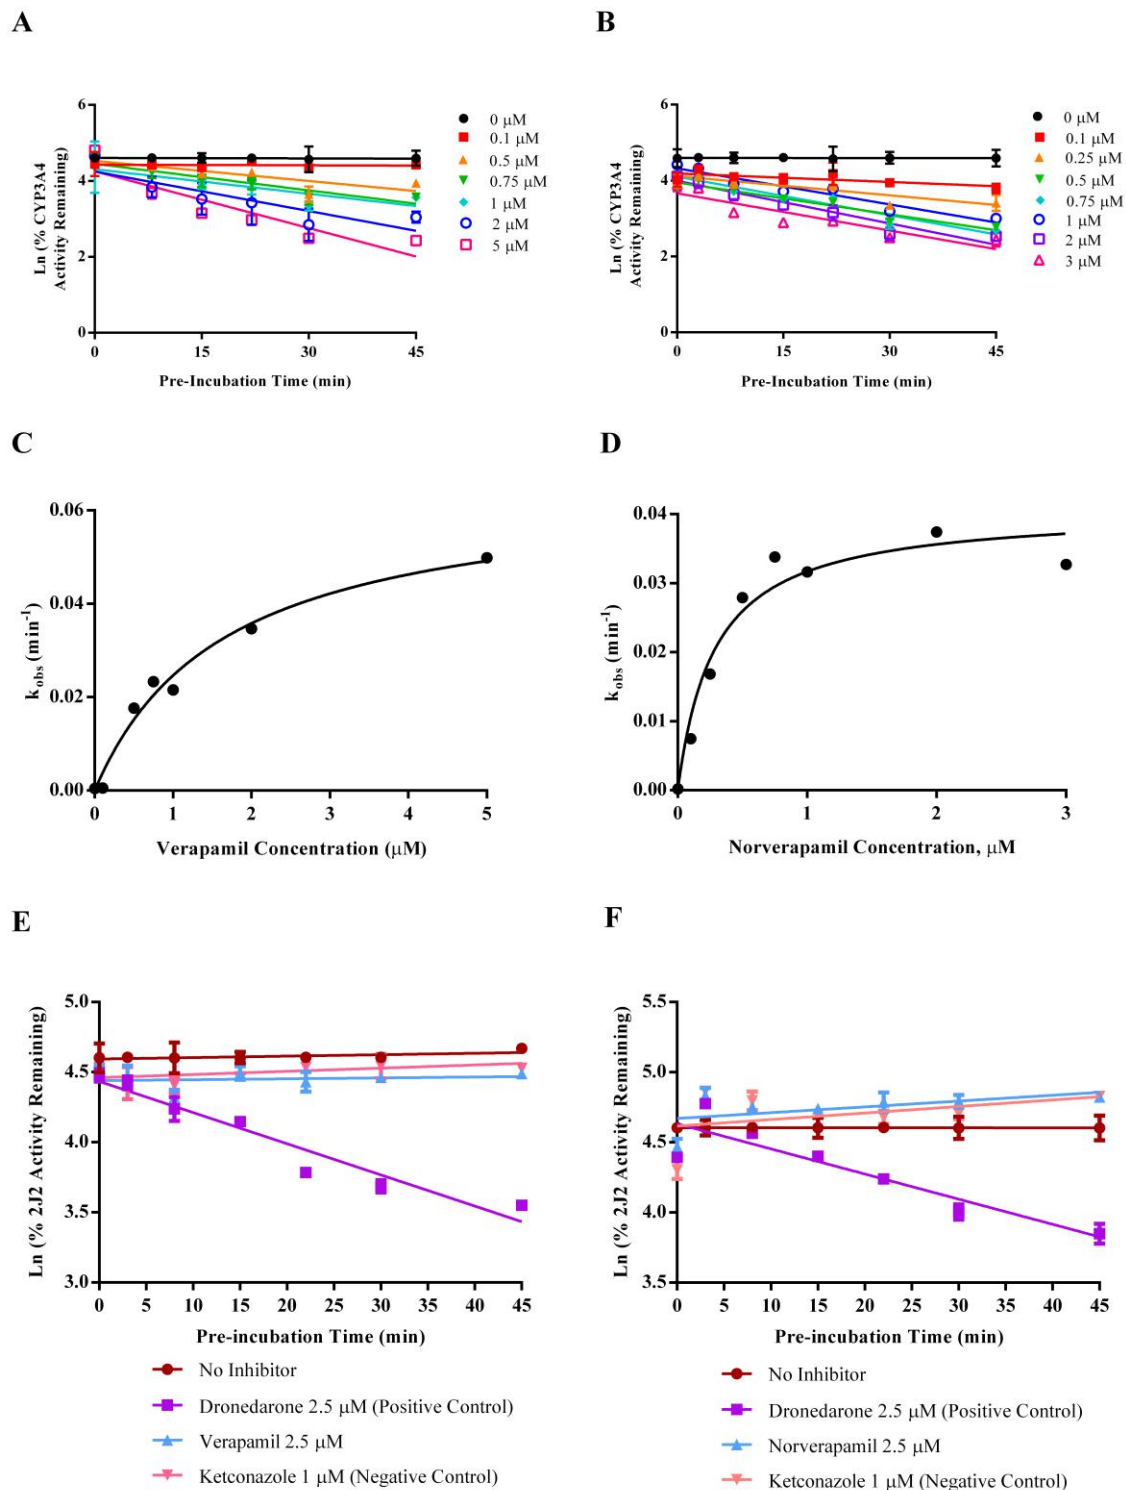 A
Ln (% CYP3A4
Activity Remaining)
6
4
2
0
0 15 30 45
Pre-Incubation Time (min)
0 μM
0.1 μM
0.5 μM
0.75 μM
1 μM
2 μM
5 μM
B
Ln (% CYP3A4
Activity Remaining)
6
4
2
0
0 15 30 45
Pre-Incubation Time (min)
0 μM
0.1 μM
0.25 μM
0.5 μM
0.75 μM
1 μM
2 μM
3 μM
C
kobs (min-1)
0.06
0.04
0.02
0.00
0 1 2 3 4 5
Verapamil Concentration (μM)
D
kobs (min-1)
0.04
0.03
0.02
0.01
0.00
0 1 2 3
Norverapamil Concentration, μM
E
Ln (% 2J2 Activity Remaining)
5.0
4.5
4.0
3.5
3.0
0 5 10 15 20 25 30 35 40 45
Pre-incubation Time (min)
No Inhibitor
Dronedarone 2.5 μM (Positive Control)
Verapamil 2.5 μM
Ketconazole 1 μM (Negative Control)
F
Ln (% 2J2 Activity Remaining)
5.5
5.0
4.5
4.0
3.5
0 5 10 15 20 25 30 35 40 45
Pre-incubation Time (min)
No Inhibitor
Dronedarone 2.5 μM (Positive Control)
Norverapamil 2.5 μM
Ketconazole 1 μM (Negative Control)